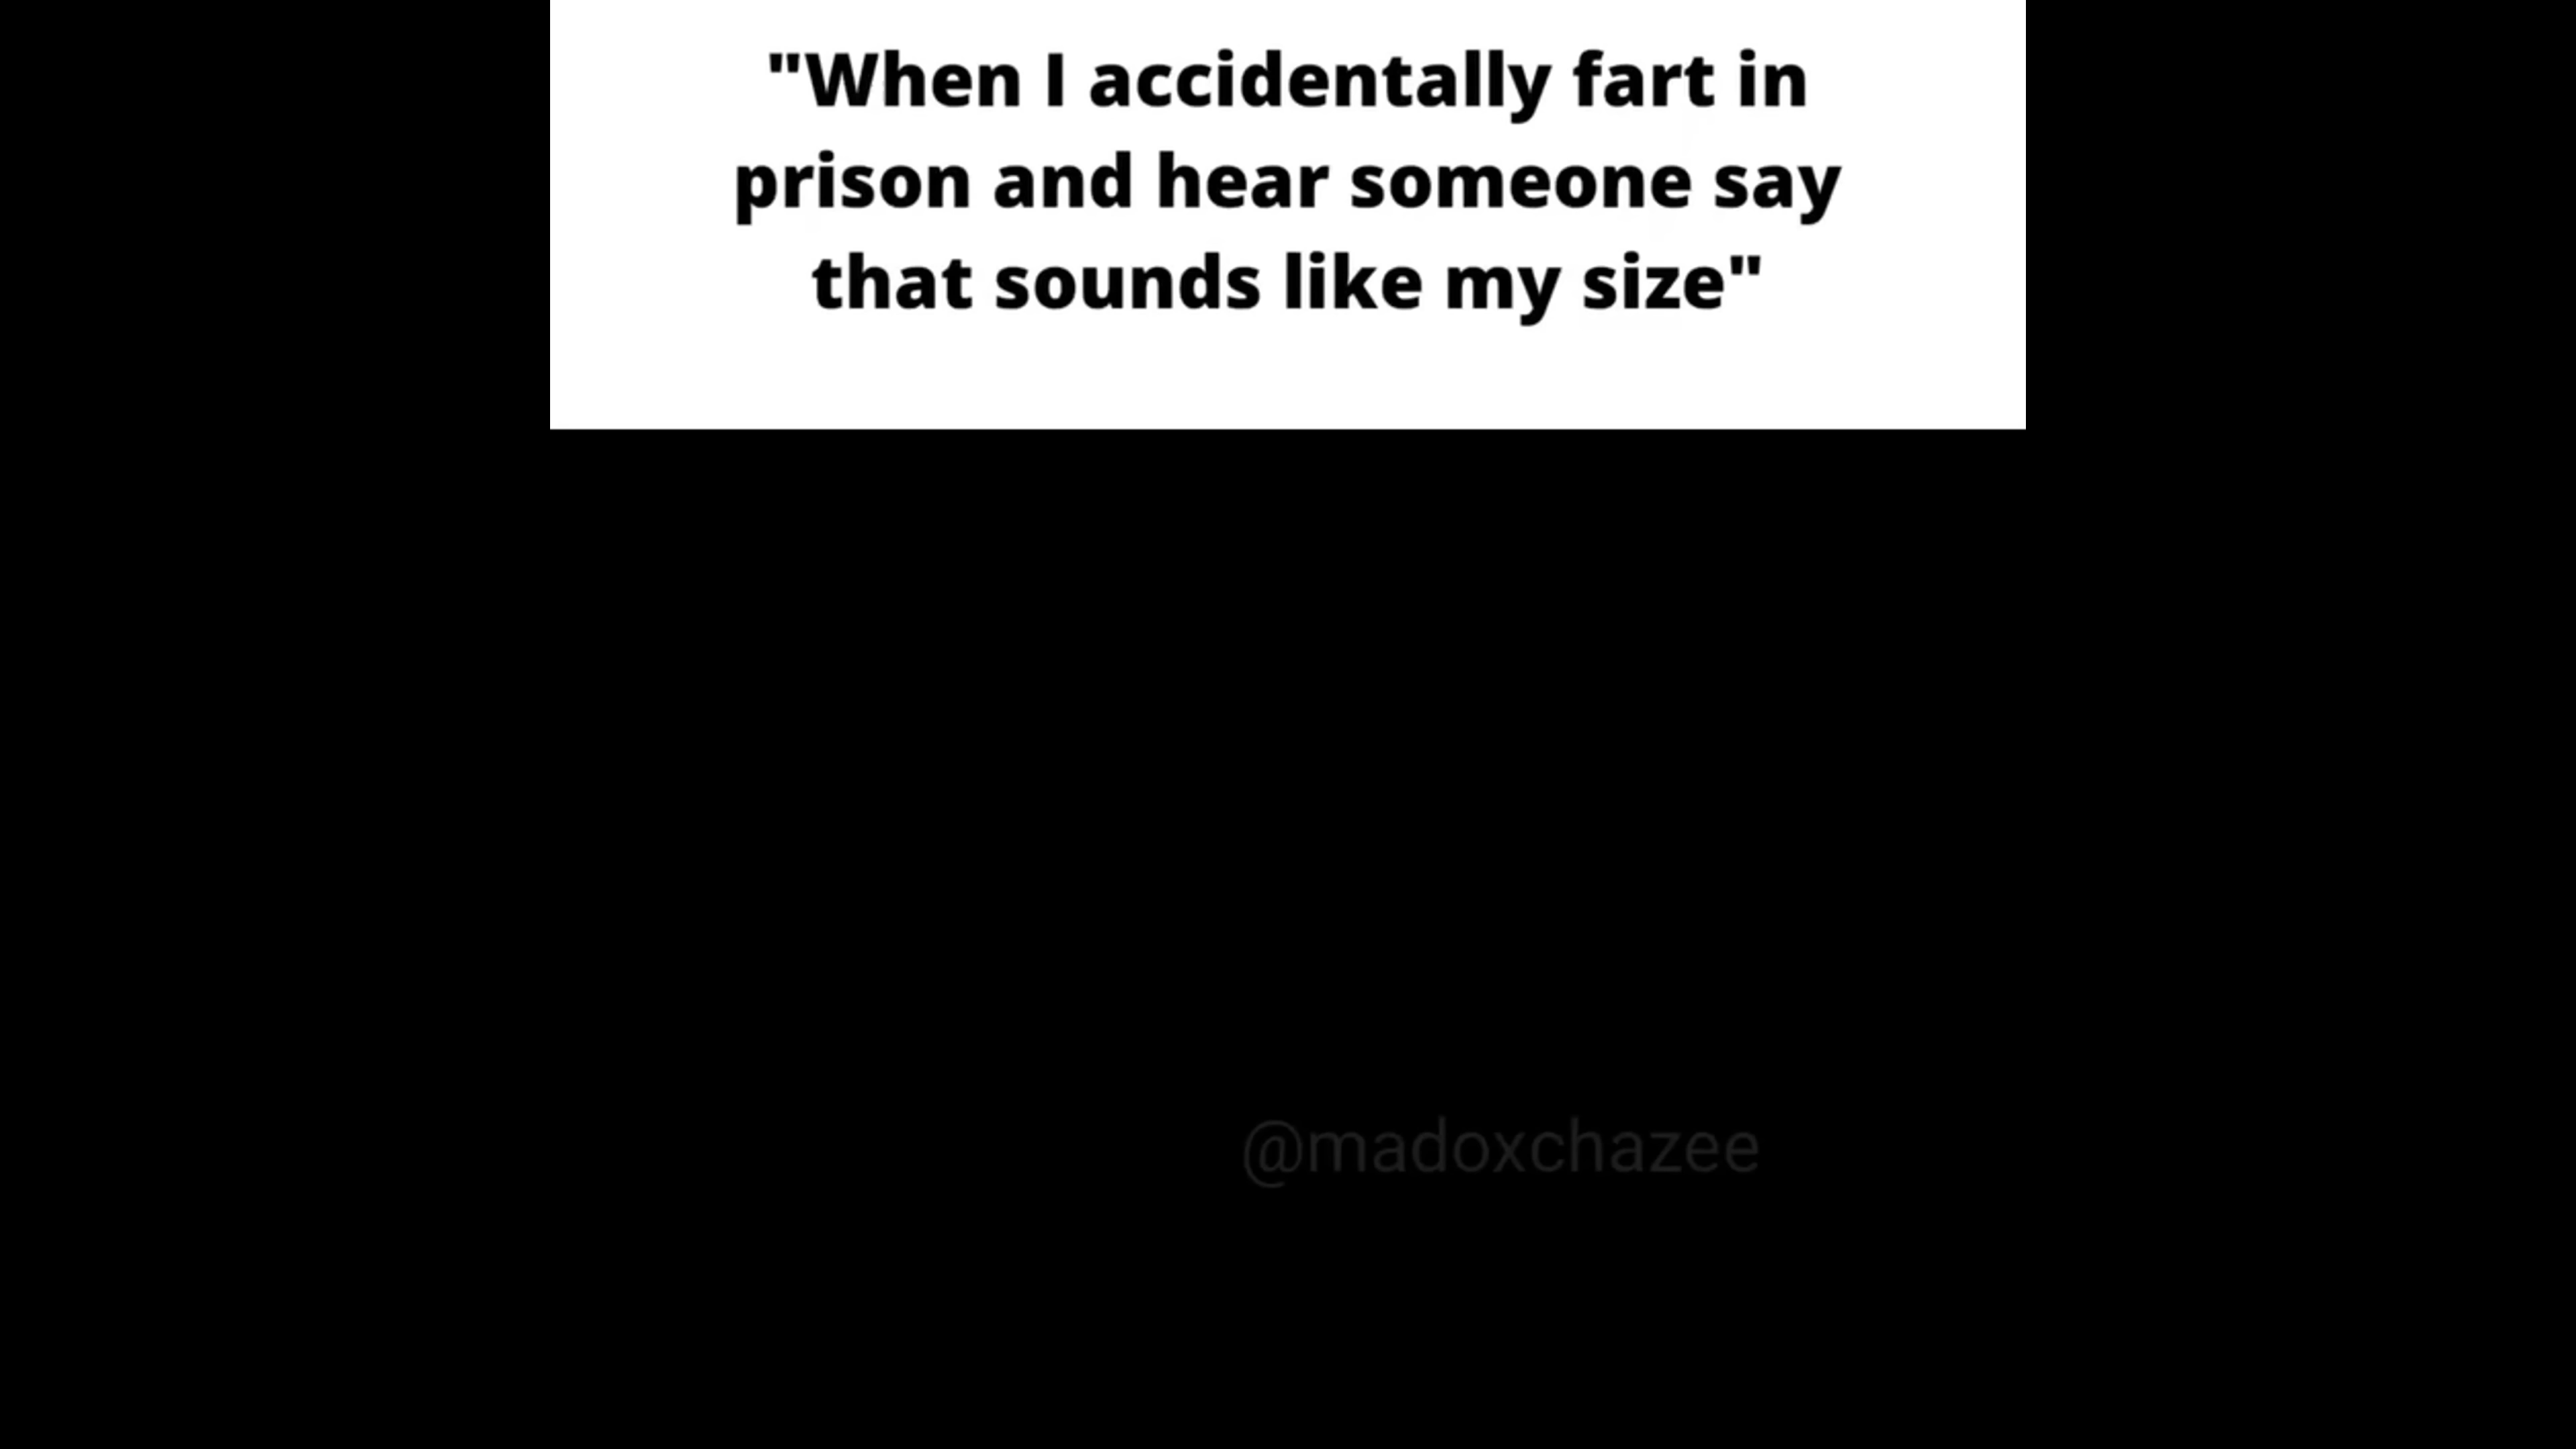 "When I accidentally fart in
prison and hear someone say
that sounds like my size"
@madoxchazee